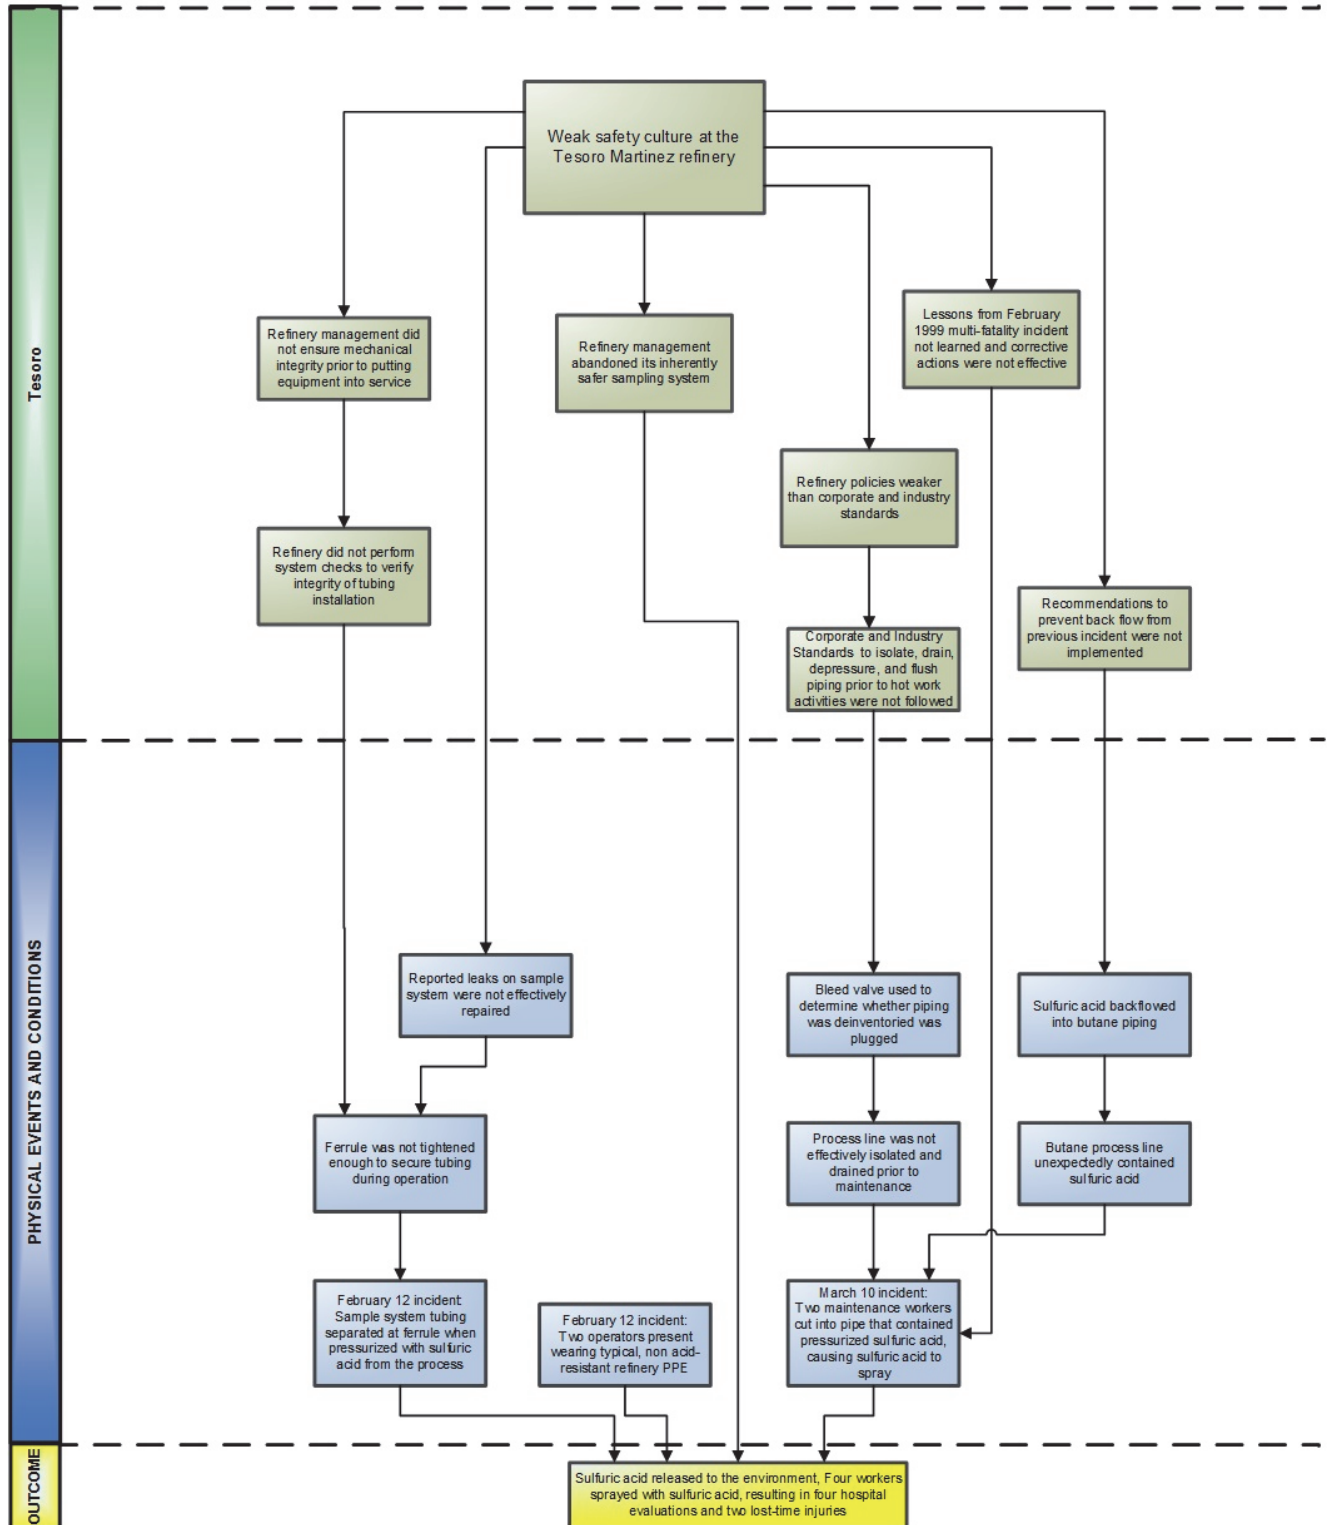 Tesoro
Weak safety culture at the
Tesoro Martinez refinery
Refinery management did
not ensure mechanical
integrity prior to putting
equipment into service
Refinery management
abandoned its inherently
safer sampling system
Lessons from February
1999 multi-fatality incident
not learned and corrective
actions were not effective
Refinery policies weaker
than corporate and industry
standards
Refinery did not perform
system checks to verify
integrity of tubing
installation
Recommendations to
prevent back flow from
previous incident were not
implemented
Corporate and Industry
Standards to isolate, drain,
depressure, and flush
piping prior to hot work
activities were not followed
PHYSICAL EVENTS AND CONDITIONS
Reported leaks on sample
system were not effectively
repaired
Bleed valve used to
determine whether piping
was deinventoried was
plugged
Sulfuric acid backflowed
into butane piping
Ferrule was not tightened
enough to secure tubing
during operation
Process line was not
effectively isolated and
drained prior to
maintenance
Butane process line
unexpectedly contained
sulfuric acid
February 12 incident:
Sample system tubing
separated at ferrule when
pressurized with sulfuric
acid from the process
February 12 incident:
Two operators present
wearing typical, non acid-
resistant refinery PPE
March 10 incident:
Two maintenance workers
cut into pipe that contained
pressurized sulfuric acid,
causing sulfuric acid to
spray
OUTCOME
Sulfuric acid released to the environment, Four workers
sprayed with sulfuric acid, resulting in four hospital
evaluations and two lost-time injuries